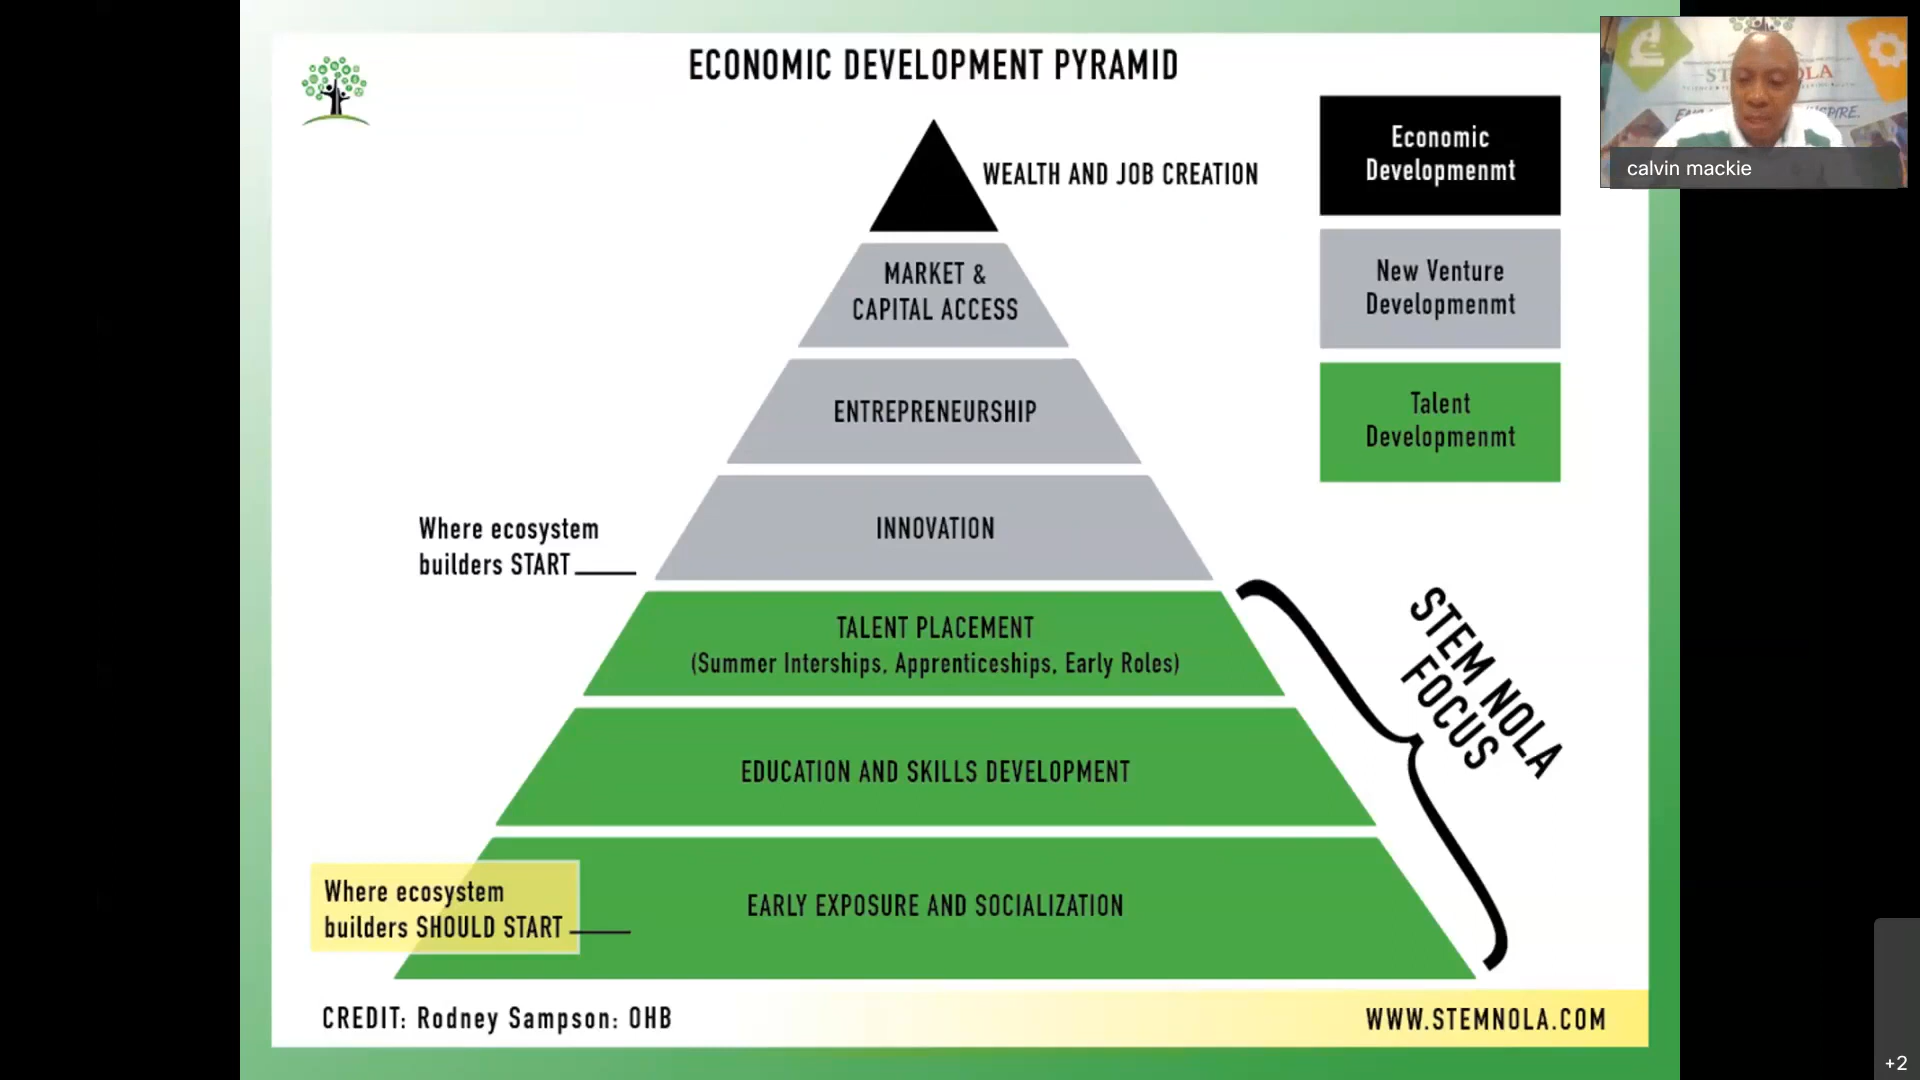 ECONOMIC DEVELOPMENT PYRAMID
WEALTH AND JOB CREATION
MARKET &
CAPITAL ACCESS
ENTREPRENEURSHIP
INNOVATION
Where ecosystem
builders START
TALENT PLACEMENT
(Summer Interships, Apprenticeships, Early Roles)
EDUCATION AND SKILLS DEVELOPMENT
EARLY EXPOSURE AND SOCIALIZATION
Where ecosystem
builders SHOULD START
Economic
Developmenmt
New Venture
Developmenmt
Talent
Developmenmt
STEM NOLA
FOCUS
CREDIT: Rodney Sampson: OHB
WWW.STEMNOLA.COM
calvin mackie
+2